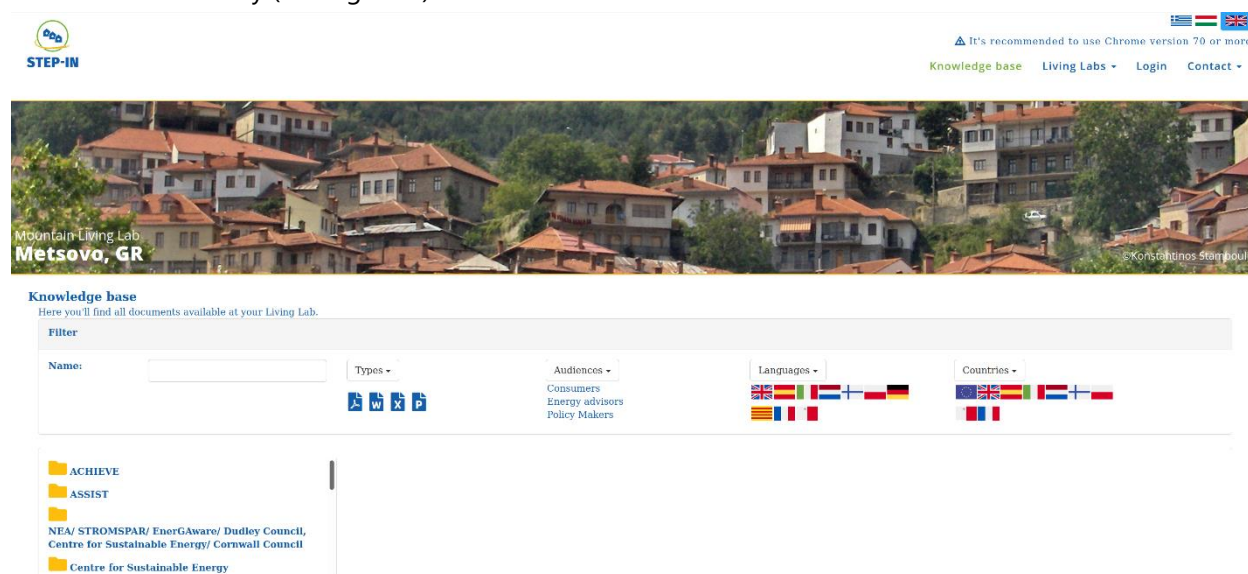 STEP-IN
It's recommended to use Chrome version 70 or more
Knowledge base Living Labs Login Contact
Mountain Living Lab
Metsovo, GR
©Konstantinos Stamboul
Knowledge base
Here you'll find all documents available at your Living Lab.
Filter
Name: Types Audiences Languages Countries
Consumers
Energy advisors
Policy Makers
W X P
ACHIEVE
ASSIST
NEA/ STROMSPAR/ EnerGAware/ Dudley Council,
Centre for Sustainable Energy/ Cornwall Council
Centre for Sustainable Energy